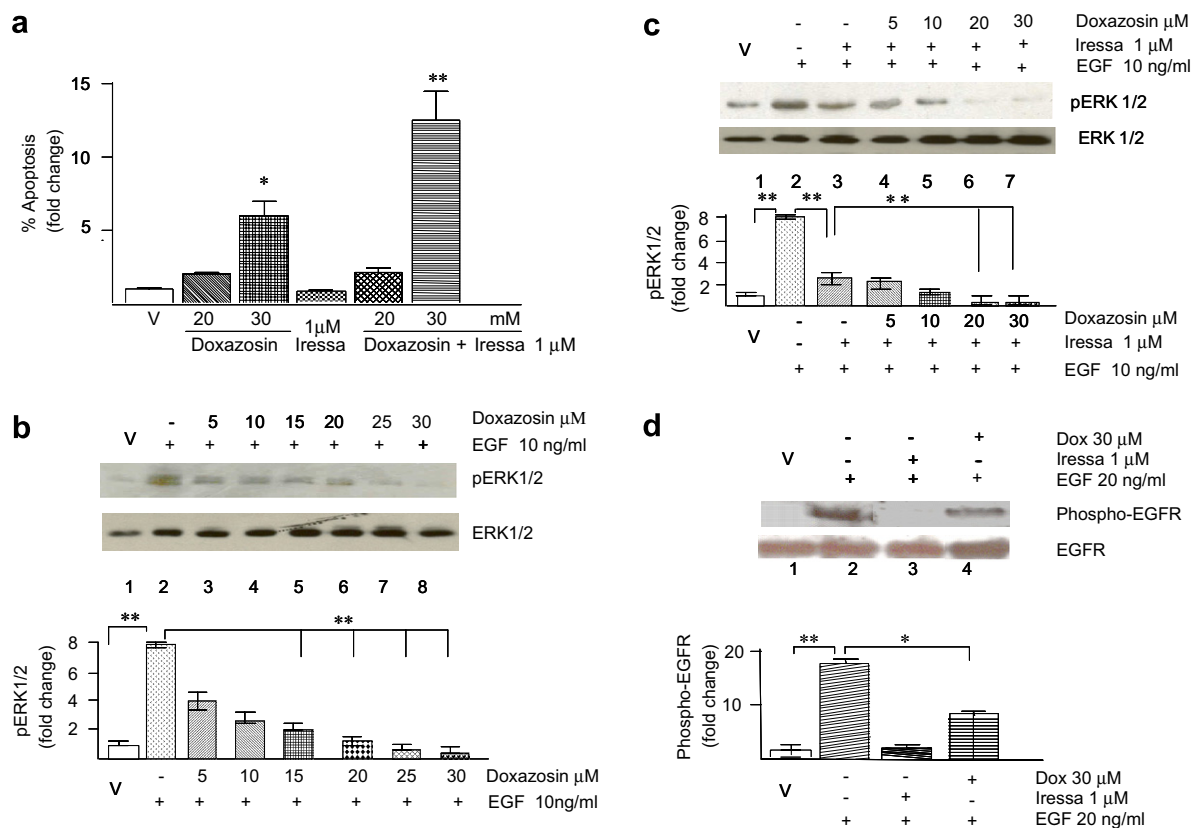 a
% Apoptosis
(fold change)
15
10
5
*
**
V 20 30 1µM 20 30 mM
Doxazosin Iressa Doxazosin + Iressa 1 µM
b
V - 5 10 15 20 25 30 Doxazosin µM
+ + + + + + + EGF 10 ng/ml
pERK1/2
ERK1/2
1 2 3 4 5 6 7 8
** **
pERK1/2
(fold change)
8
6
4
2
V - 5 10 15 20 25 30 Doxazosin µM
+ + + + + + + EGF 10ng/ml
c
V - - 5 10 20 30 Doxazosin µM
- + + + + + Iressa 1 µM
+ + + + + + EGF 10 ng/ml
pERK 1/2
ERK 1/2
1 2 3 4 5 6 7
** ** **
pERK1/2
(fold change)
8
6
4
2
V - - 5 10 20 30 Doxazosin µM
- + + + + + Iressa 1 µM
+ + + + + + EGF 10 ng/ml
d
V - - + Dox 30 µM
- + - Iressa 1 µM
+ + + EGF 20 ng/ml
Phospho-EGFR
EGFR
1 2 3 4
** *
Phospho-EGFR
(fold change)
20
10
V - - + Dox 30 µM
- + - Iressa 1 µM
+ + + EGF 20 ng/ml